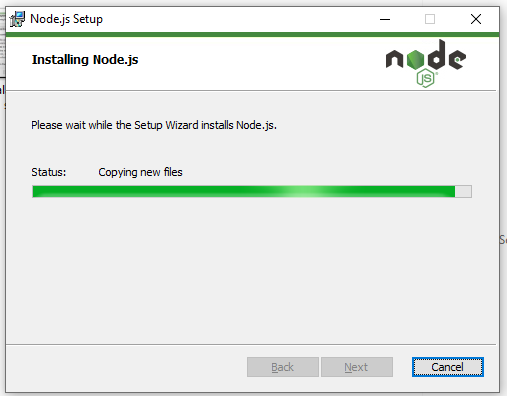 Node.js Setup
Installing Node.js
node
JS
Please wait while the Setup Wizard installs Node.js.
Status: Copying new files
Back Next Cancel